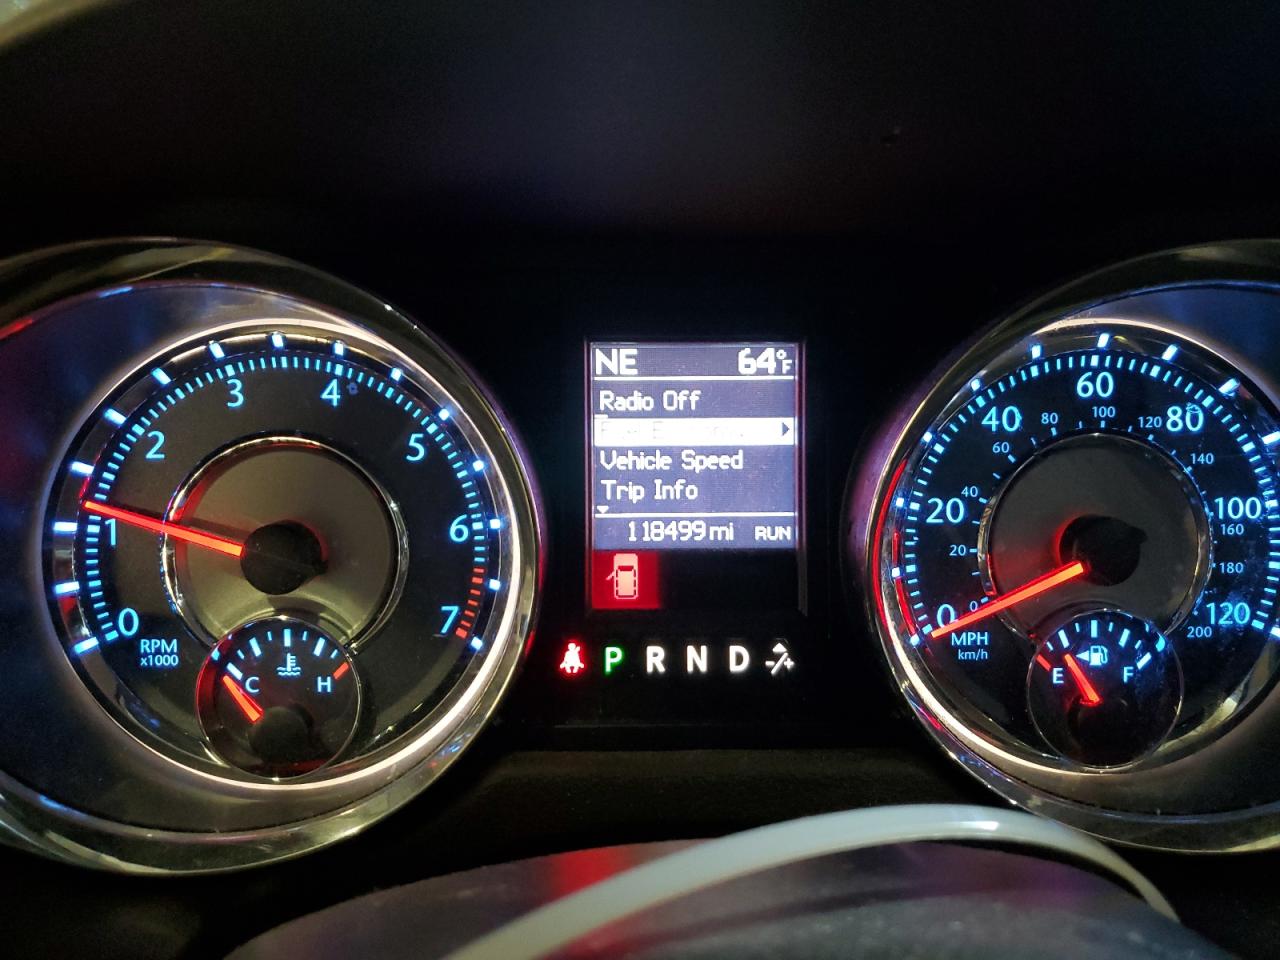 NE 64°F
Radio Off
Vehicle Speed
Trip Info
118499 mi RUN
P R N D
0 1 2 3 4 5 6 7
RPM
x1000
C H
0 20 40 60 80 100 120
0 20 40 60 80 100 120 140 160 180 200
MPH
km/h
E F